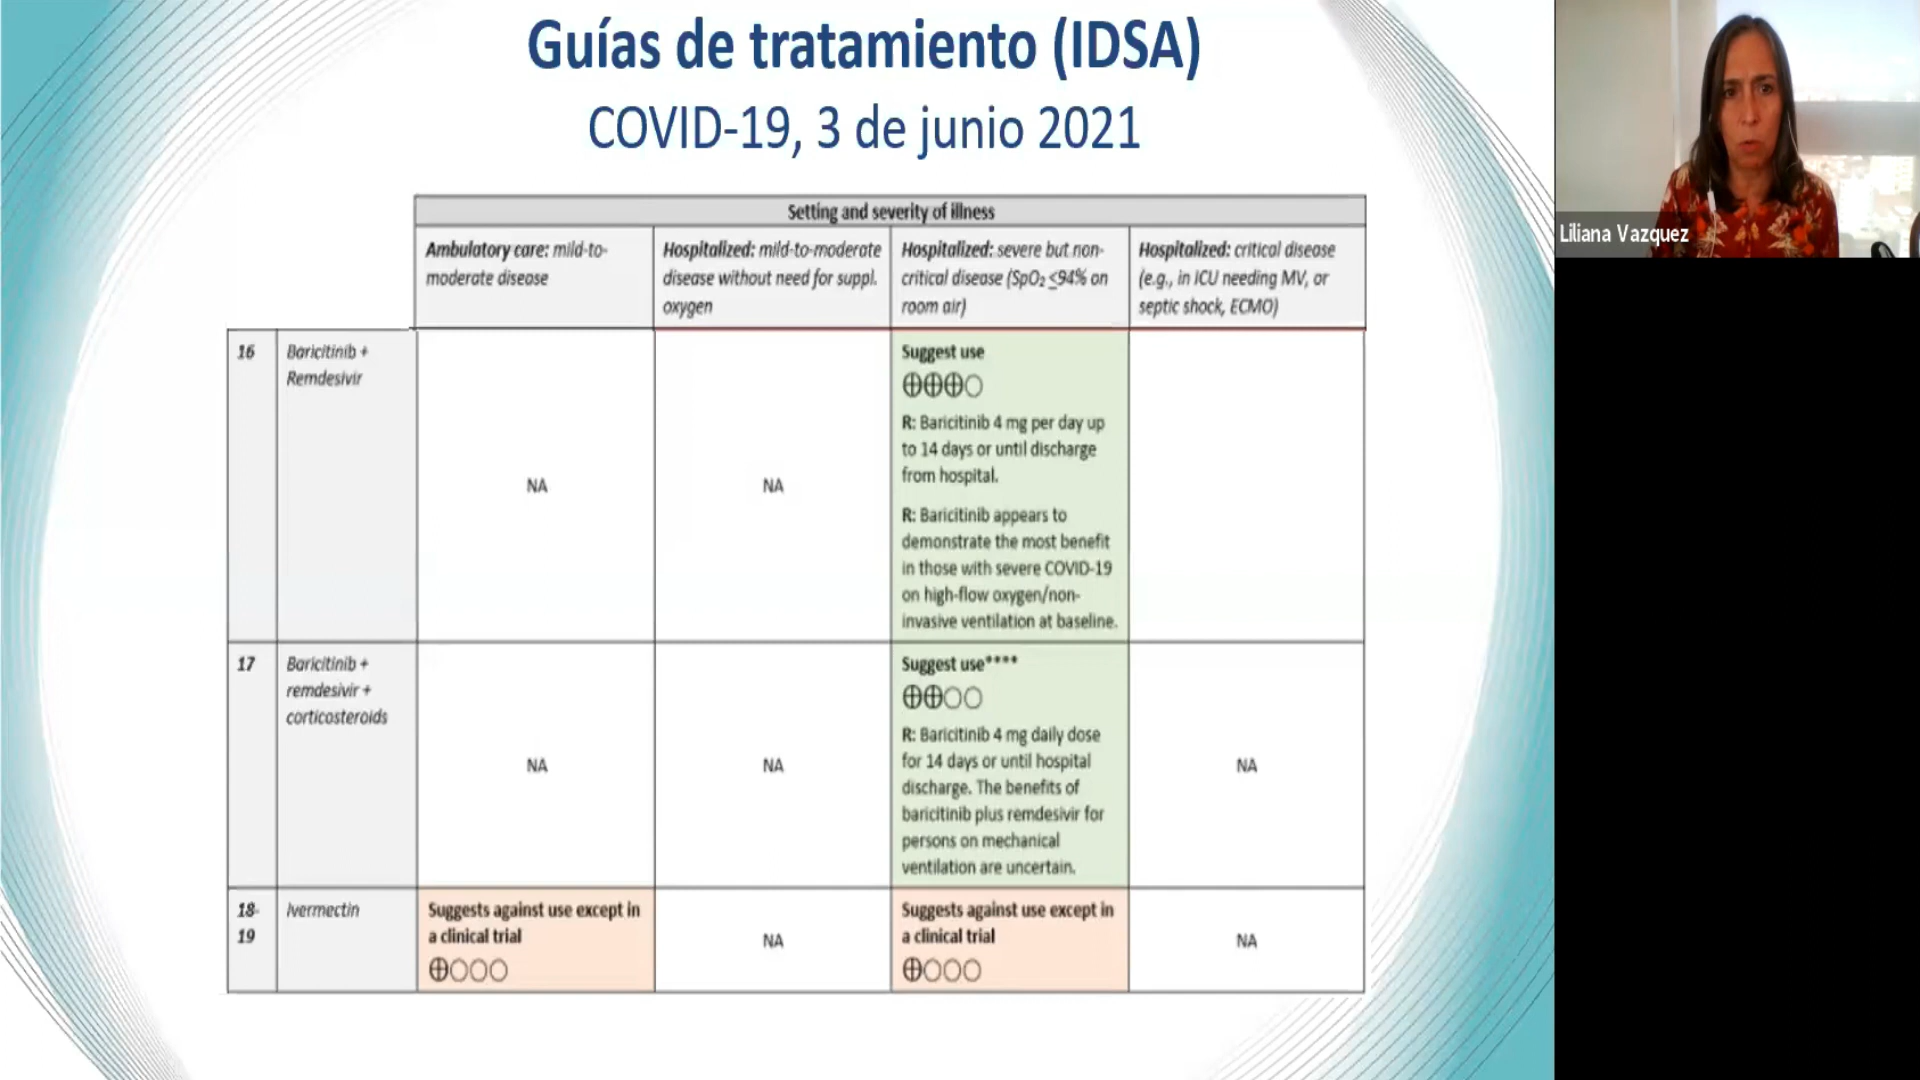 Guías de tratamiento (IDSA)
COVID-19, 3 de junio 2021
Setting and severity of illness
Ambulatory care: mild-to-
moderate disease
Hospitalized: mild-to-moderate
disease without need for suppl.
oxygen
Hospitalized: severe but non-
critical disease (SpO₂ ≤94% on
room air)
Hospitalized: critical disease
(e.g., in ICU needing MV, or
septic shock, ECMO)
16
Baricitinib +
Remdesivir
NA
NA
Suggest use
⨁⨁⨁◯
R: Baricitinib 4 mg per day up
to 14 days or until discharge
from hospital.
R: Baricitinib appears to
demonstrate the most benefit
in those with severe COVID-19
on high-flow oxygen/non-
invasive ventilation at baseline.
17
Baricitinib +
remdesivir +
corticosteroids
NA
NA
Suggest use****
⨁⨁◯◯
R: Baricitinib 4 mg daily dose
for 14 days or until hospital
discharge. The benefits of
baricitinib plus remdesivir for
persons on mechanical
ventilation are uncertain.
NA
18-
19
Ivermectin
Suggests against use except in
a clinical trial
⨁◯◯◯
NA
Suggests against use except in
a clinical trial
⨁◯◯◯
NA
Liliana Vazquez